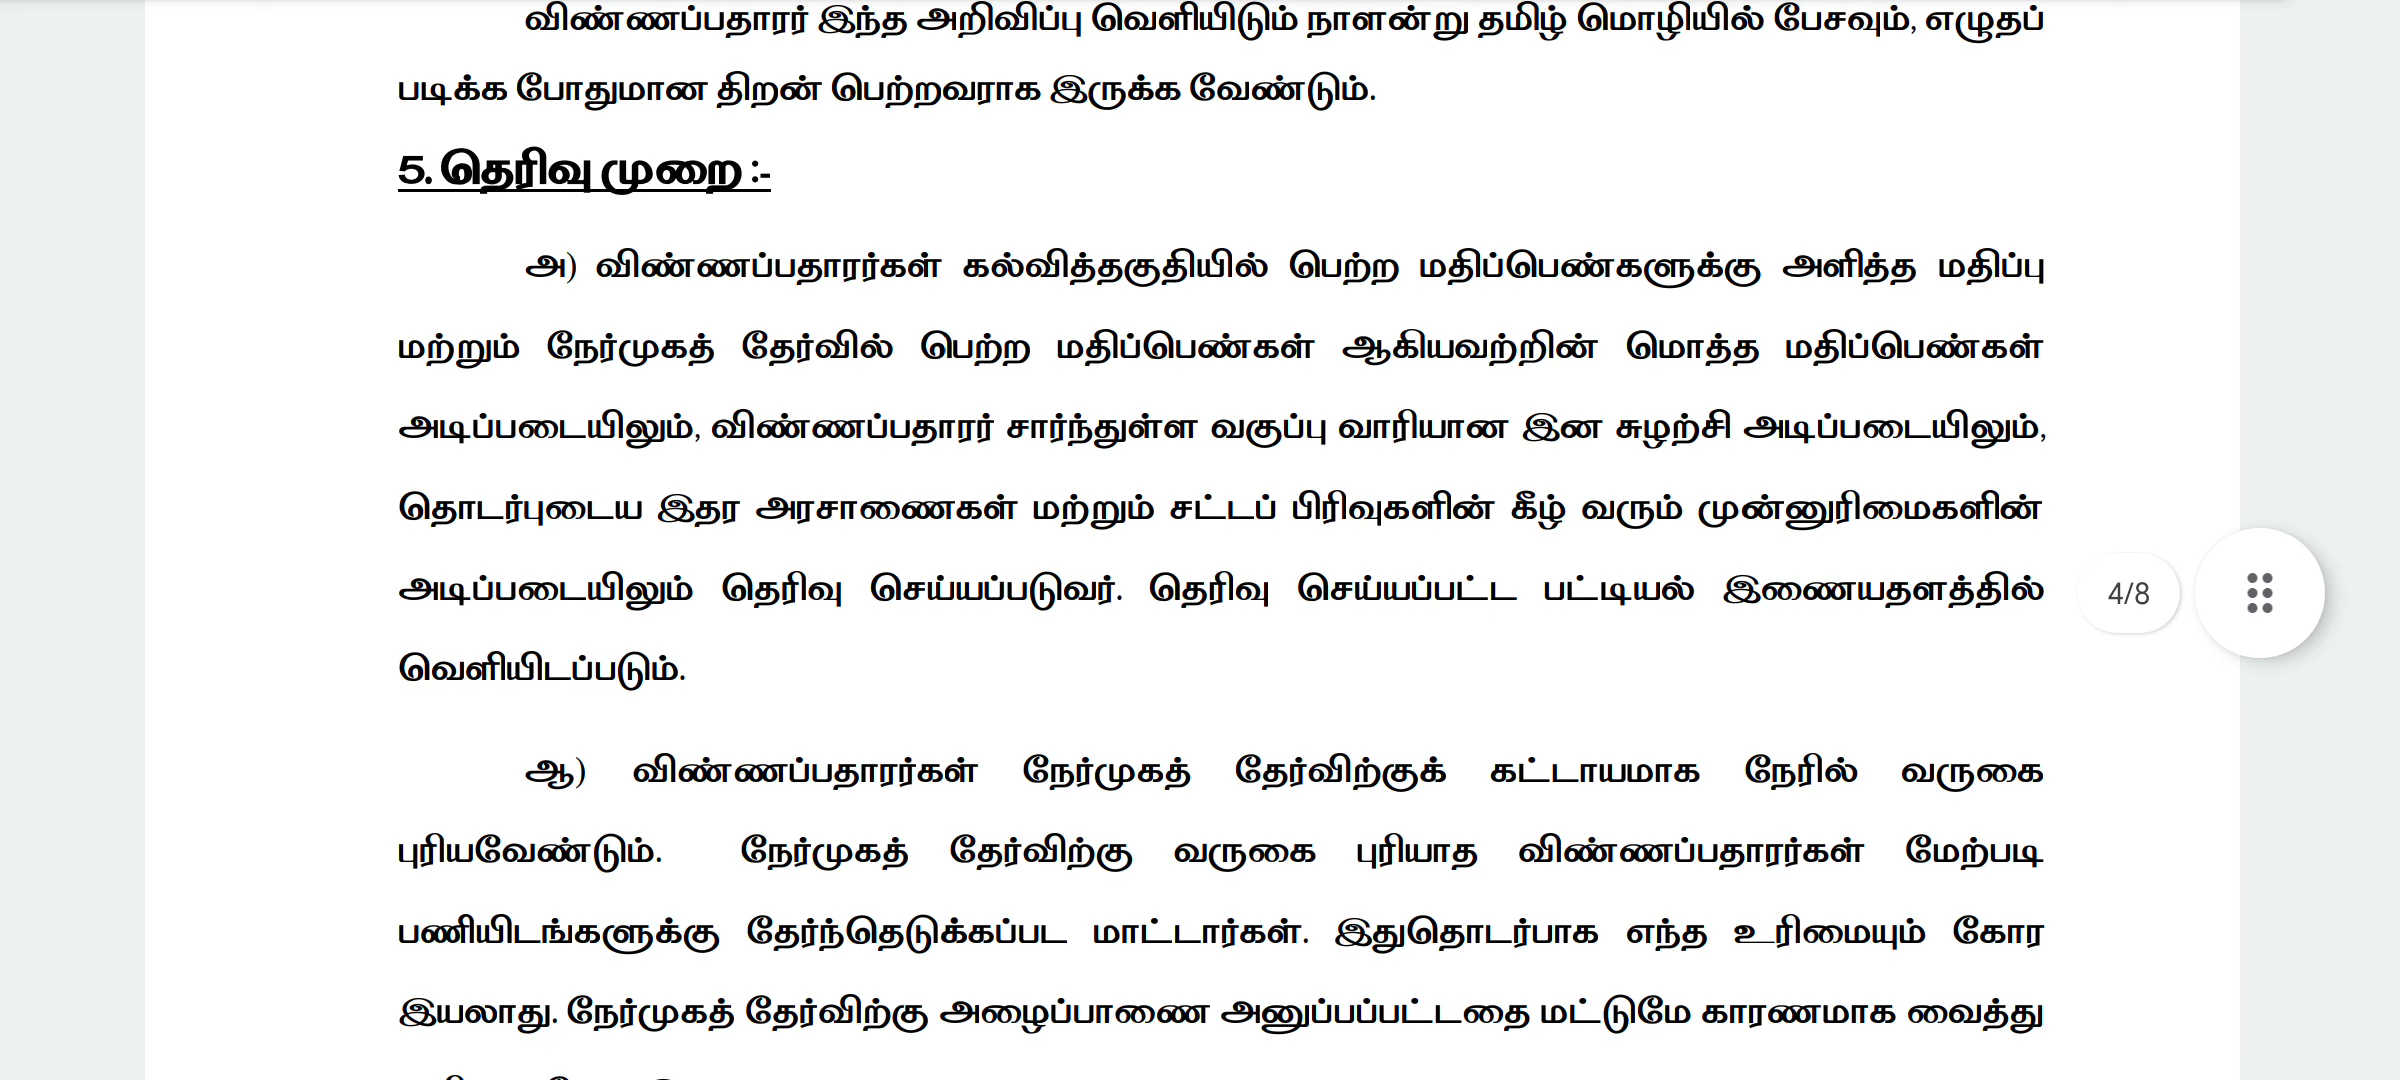 விண்ணப்பதாரர் இந்த அறிவிப்பு வெளியிடும் நாளன்று தமிழ் மொழியில் பேசவும், எழுதப்
படிக்க போதுமான திறன் பெற்றவராக இருக்க வேண்டும்.
5. தெரிவு முறை :-
அ) விண்ணப்பதாரர்கள் கல்வித்தகுதியில் பெற்ற மதிப்பெண்களுக்கு அளித்த மதிப்பு
மற்றும் நேர்முகத் தேர்வில் பெற்ற மதிப்பெண்கள் ஆகியவற்றின் மொத்த மதிப்பெண்கள்
அடிப்படையிலும், விண்ணப்பதாரர் சார்ந்துள்ள வகுப்பு வாரியான இன சுழற்சி அடிப்படையிலும்,
தொடர்புடைய இதர அரசாணைகள் மற்றும் சட்டப் பிரிவுகளின் கீழ் வரும் முன்னுரிமைகளின்
அடிப்படையிலும் தெரிவு செய்யப்படுவர். தெரிவு செய்யப்பட்ட பட்டியல் இணையதளத்தில்
4/8
வெளியிடப்படும்.
ஆ) விண்ணப்பதாரர்கள் நேர்முகத் தேர்விற்குக் கட்டாயமாக நேரில் வருகை
புரியவேண்டும். நேர்முகத் தேர்விற்கு வருகை புரியாத விண்ணப்பதாரர்கள் மேற்படி
பணியிடங்களுக்கு தேர்ந்தெடுக்கப்பட மாட்டார்கள். இதுதொடர்பாக எந்த உரிமையும் கோர
இயலாது. நேர்முகத் தேர்விற்கு அழைப்பாணை அனுப்பப்பட்டதை மட்டுமே காரணமாக வைத்து